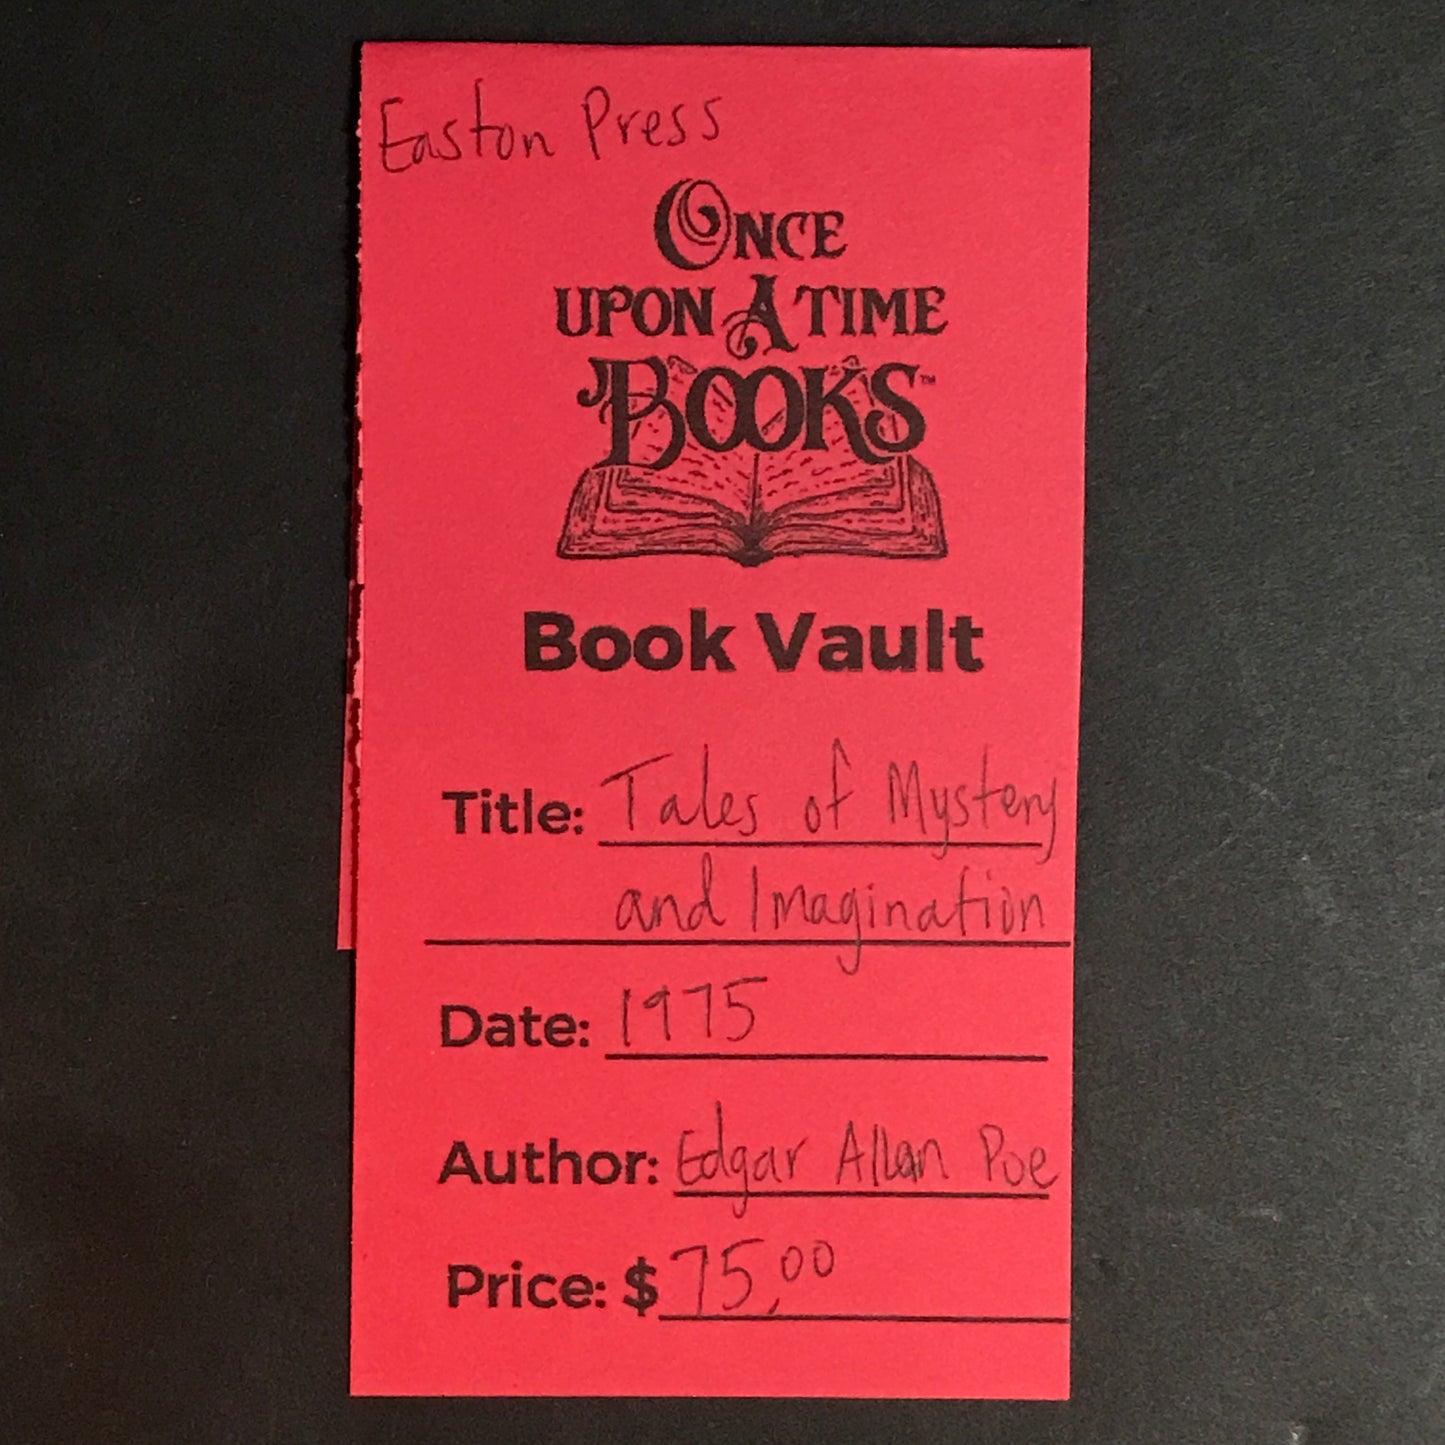 Easton Press
ONCE
UPON A TIME
BOOKS™
Book Vault
Title: Tales of Mystery
and Imagination
Date: 1975
Author: Edgar Allan Poe
Price: $75.00